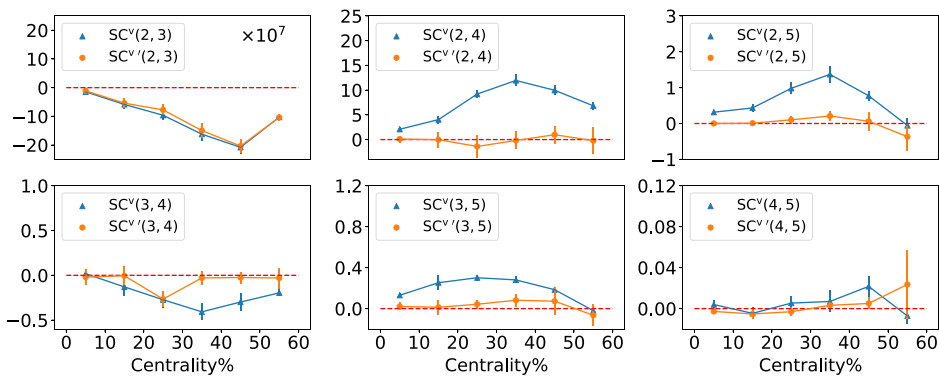 20
10
0
−10
−20
SCᵛ(2, 3)
SCᵛ ′(2, 3)
×10⁷
25
20
15
10
5
0
SCᵛ(2, 4)
SCᵛ ′(2, 4)
3
2
1
0
−1
SCᵛ(2, 5)
SCᵛ ′(2, 5)
1.0
0.5
0.0
−0.5
SCᵛ(3, 4)
SCᵛ ′(3, 4)
0 10 20 30 40 50 60
Centrality%
1.2
0.8
0.4
0.0
SCᵛ(3, 5)
SCᵛ ′(3, 5)
0 10 20 30 40 50 60
Centrality%
0.12
0.08
0.04
0.00
SCᵛ(4, 5)
SCᵛ ′(4, 5)
0 10 20 30 40 50 60
Centrality%